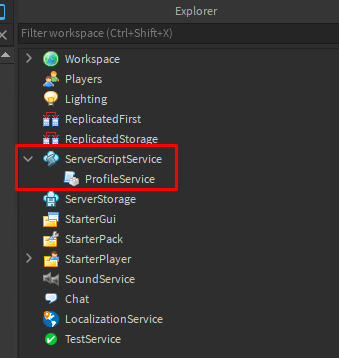 Explorer
Filter workspace (Ctrl+Shift+X)
Workspace
Players
Lighting
ReplicatedFirst
ReplicatedStorage
ServerScriptService
ProfileService
ServerStorage
StarterGui
StarterPack
StarterPlayer
SoundService
Chat
LocalizationService
TestService